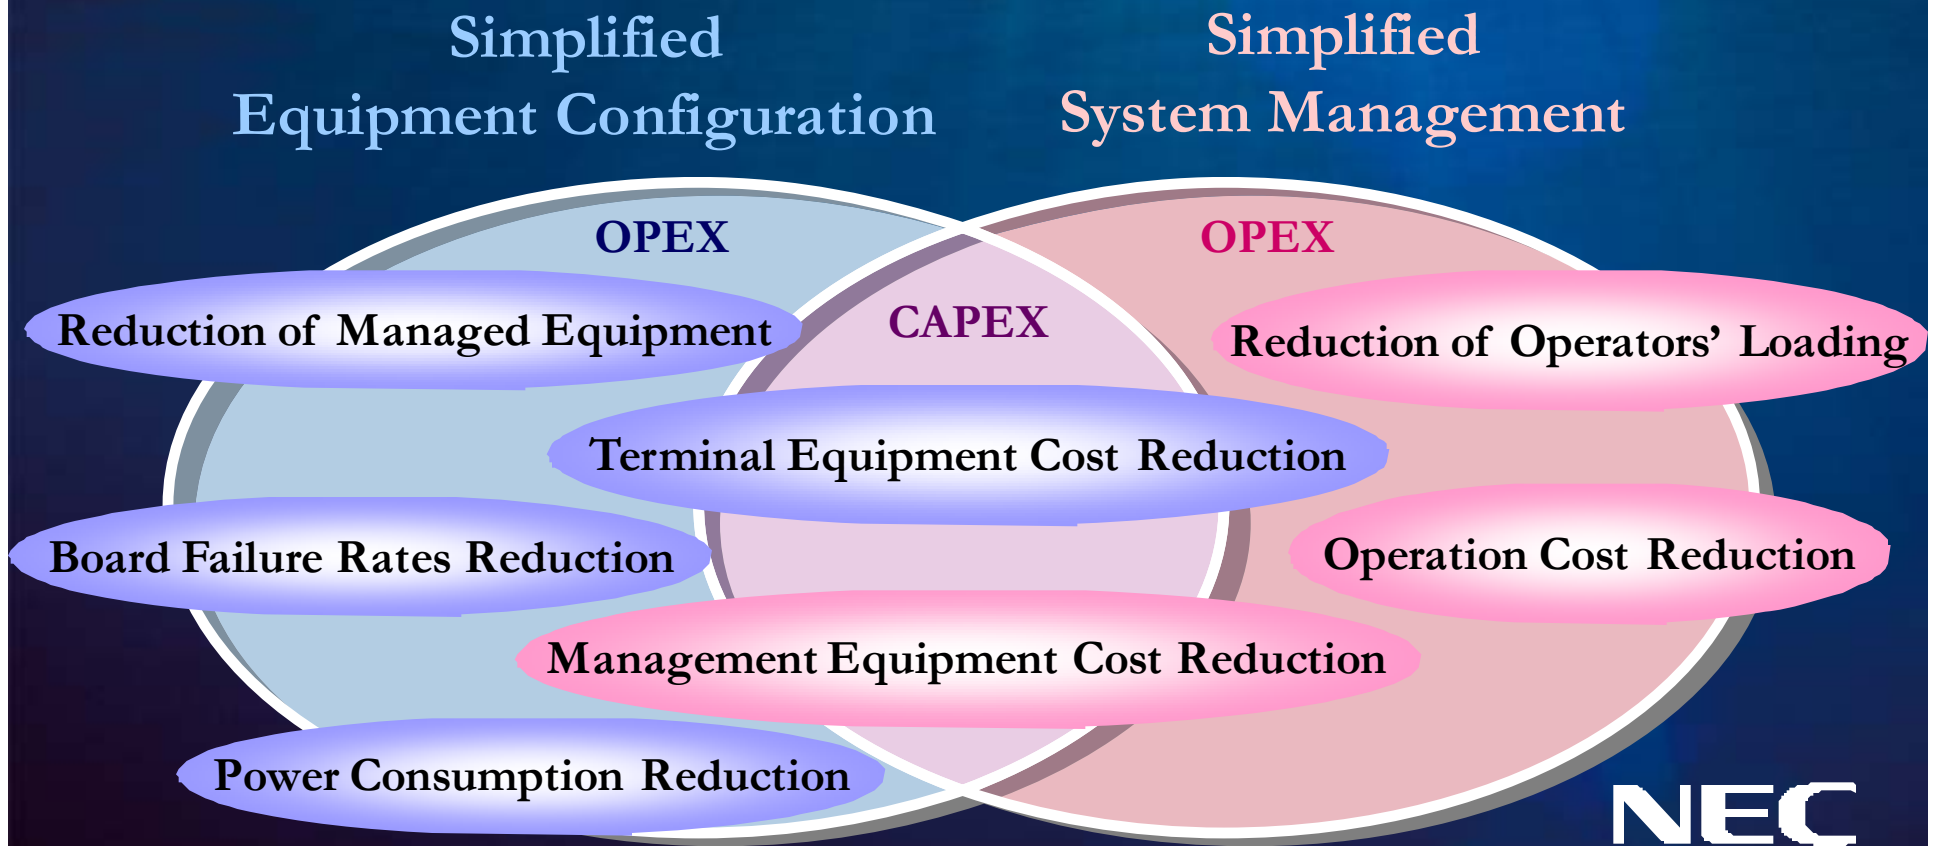 Simplified
Equipment Configuration
Simplified
System Management
OPEX
OPEX
CAPEX
Reduction of Managed Equipment
Reduction of Operators’ Loading
Terminal Equipment Cost Reduction
Board Failure Rates Reduction
Operation Cost Reduction
Management Equipment Cost Reduction
Power Consumption Reduction
NEC